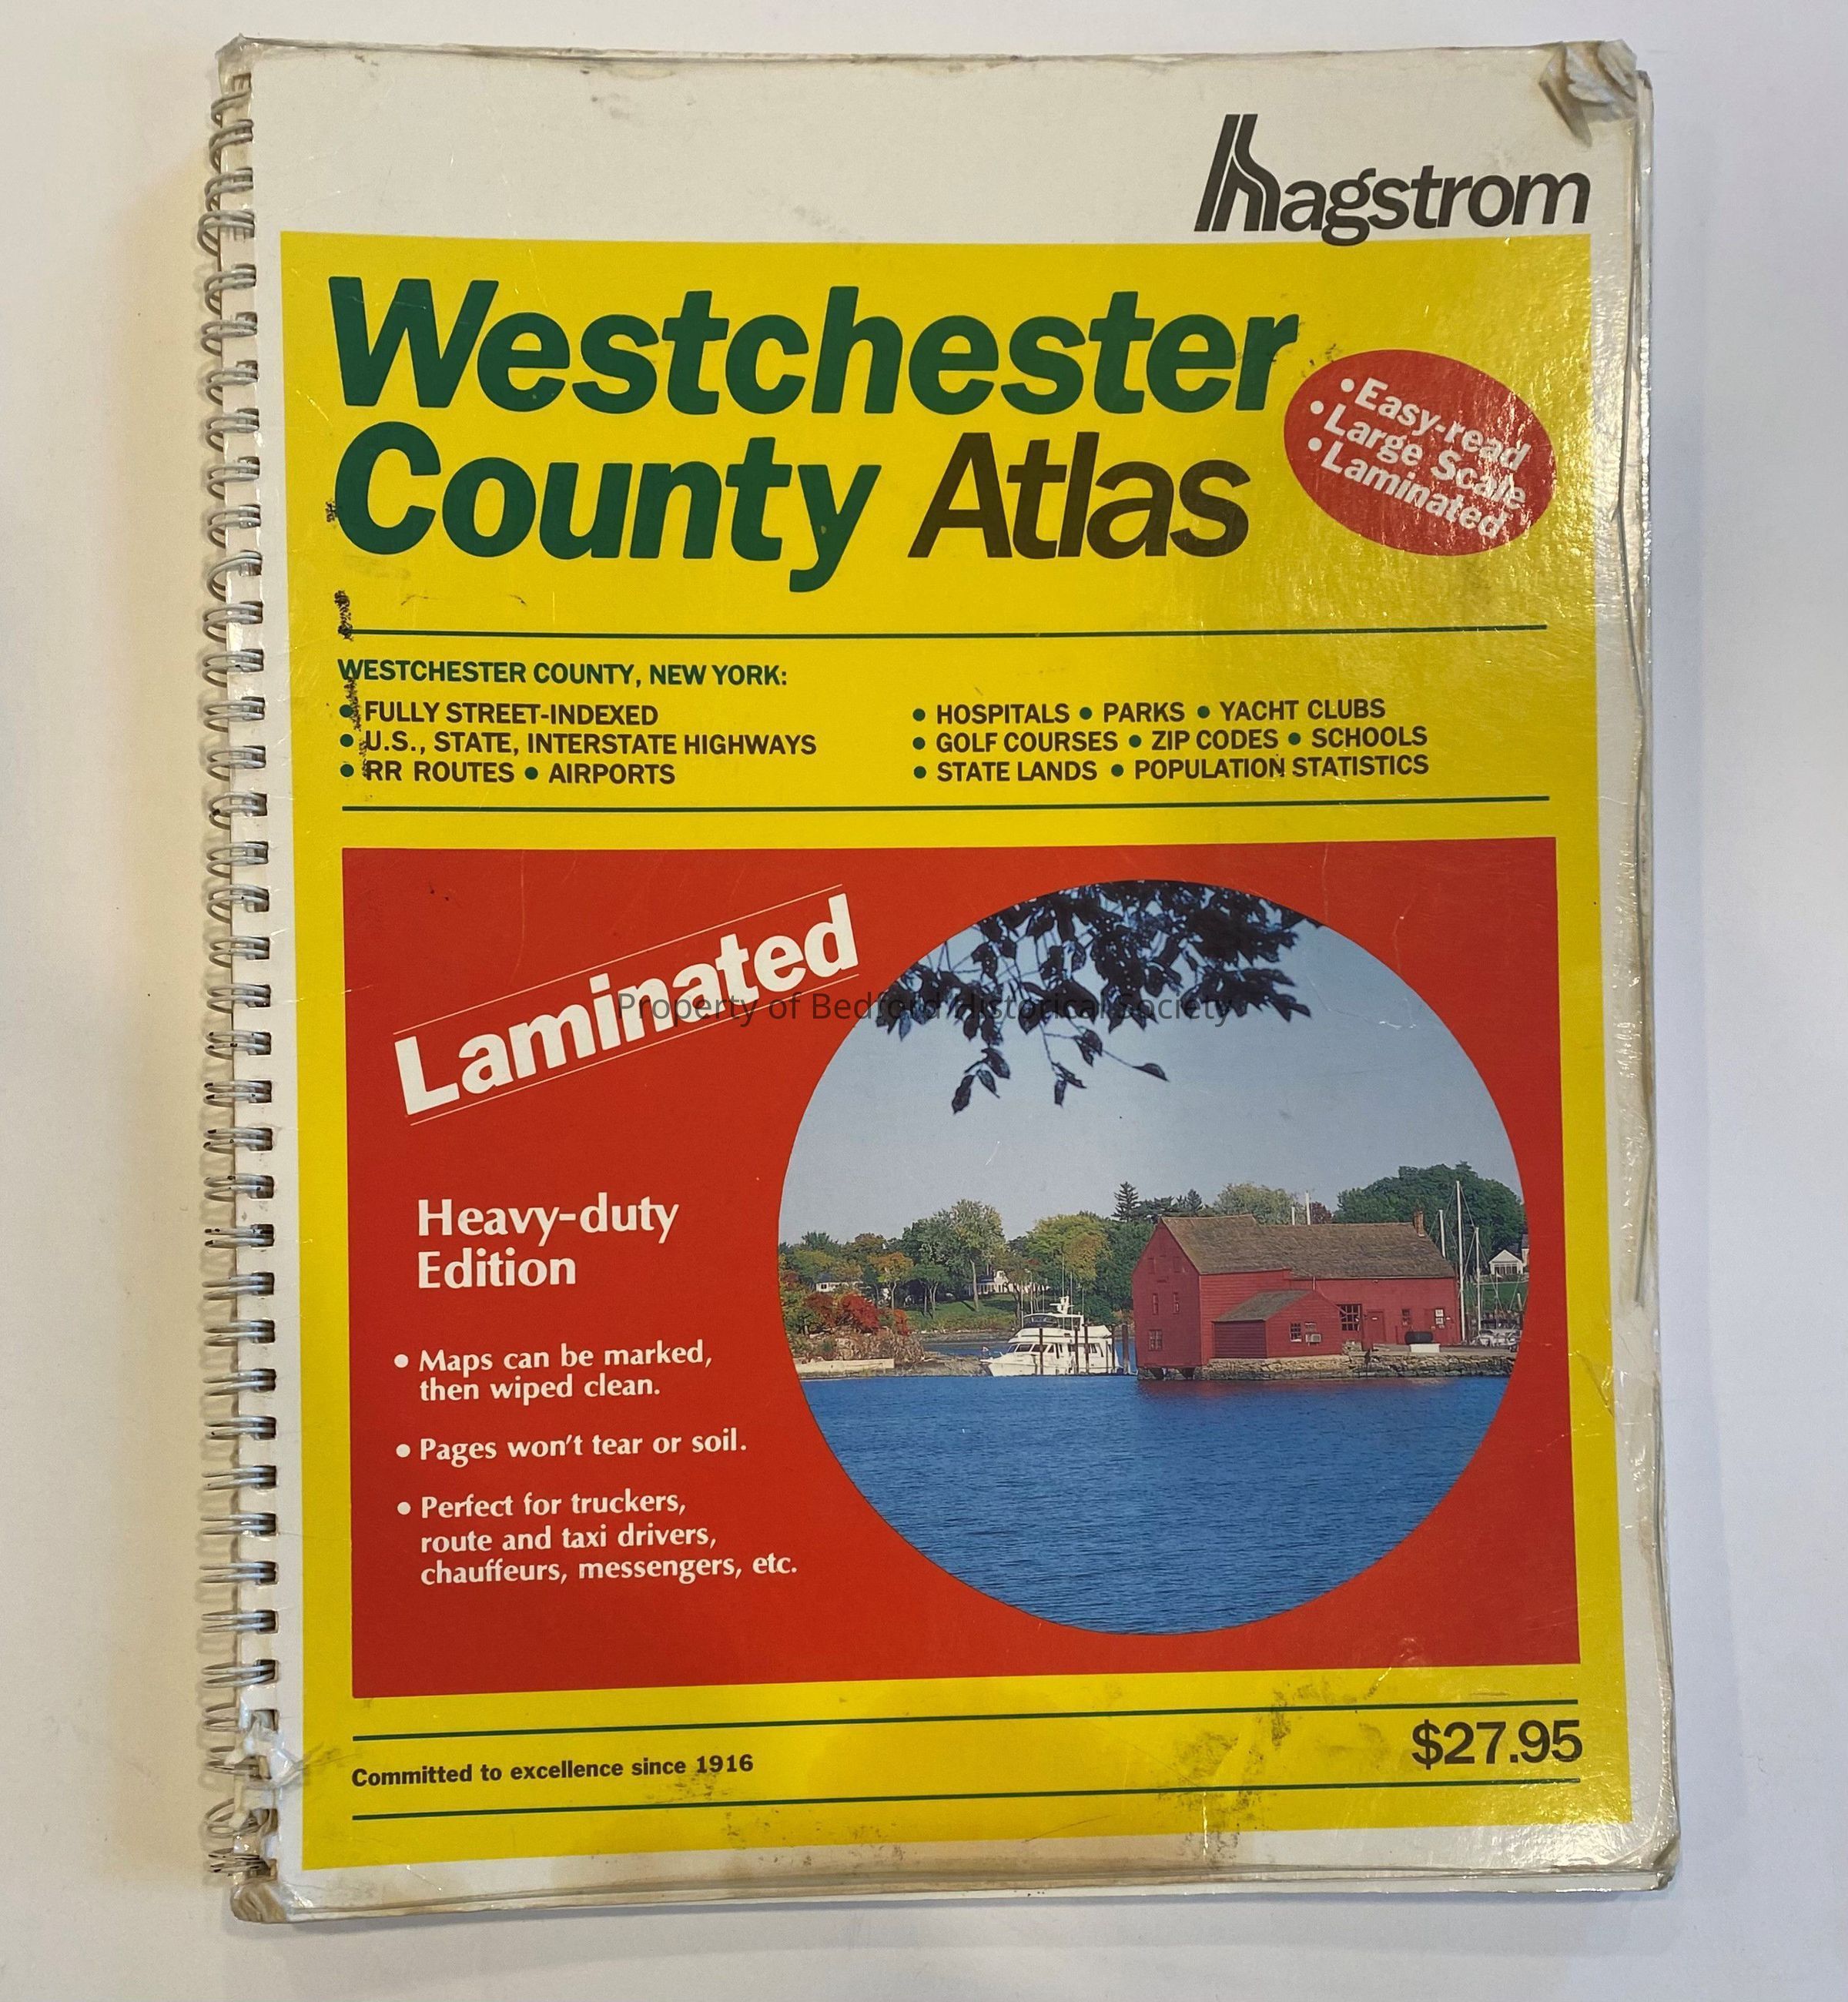 hagstrom
Westchester
County Atlas
• Easy-read
• Large Scale
• Laminated
WESTCHESTER COUNTY, NEW YORK:
• FULLY STREET-INDEXED
• U.S., STATE, INTERSTATE HIGHWAYS
• RR ROUTES • AIRPORTS
• HOSPITALS • PARKS • YACHT CLUBS
• GOLF COURSES • ZIP CODES • SCHOOLS
• STATE LANDS • POPULATION STATISTICS
Laminated
Property of Bedford Historical Society
Heavy-duty
Edition
• Maps can be marked,
then wiped clean.
• Pages won't tear or soil.
• Perfect for truckers,
route and taxi drivers,
chauffeurs, messengers, etc.
Committed to excellence since 1916
$27.95